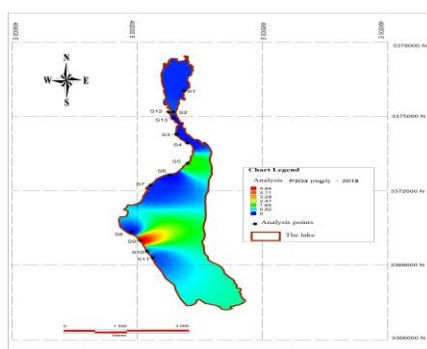 3378000 N
3375000 N
3372000 N
3369000 N
3366000 N
N
W E
S
S1
S12
S2
S13
S3
S4
S5
S6
S7
S8
S9
S10
S11
Chart Legend
Analysis P3O4 (mg/l) - 2018
4.94
4.11
3.29
2.47
1.65
0.82
0
Analysis points
The lake
0 1 500 3 000